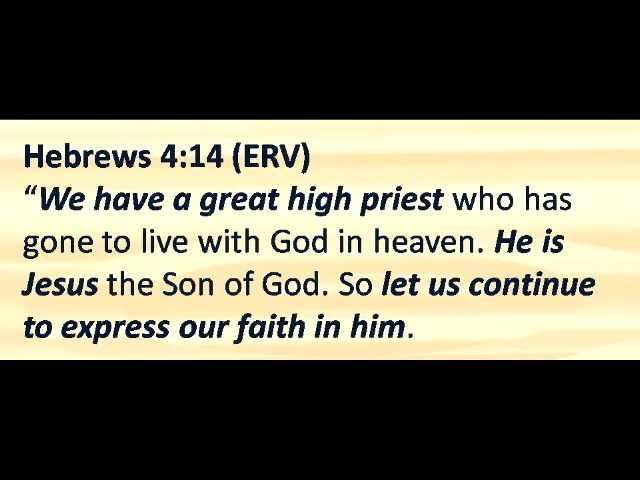 Hebrews 4:14 (ERV)
“We have a great high priest who has
gone to live with God in heaven. He is
Jesus the Son of God. So let us continue
to express our faith in him.